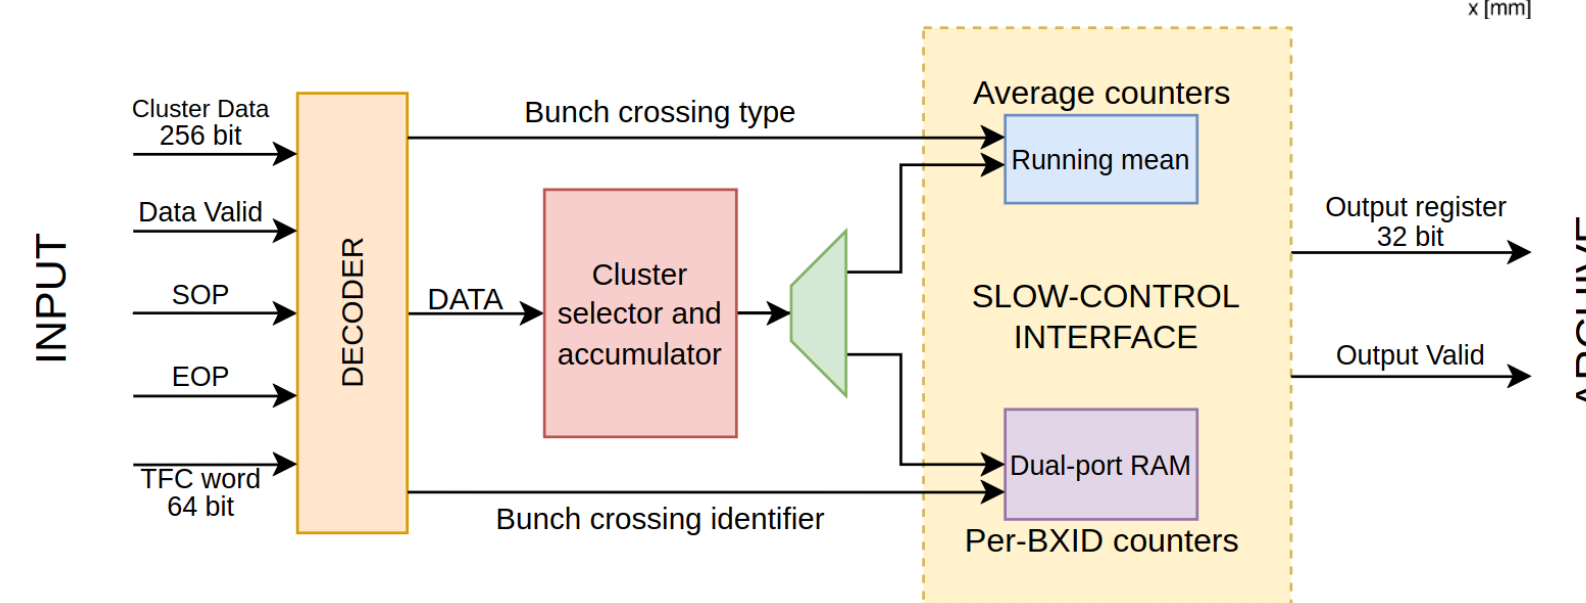 x [mm]
INPUT
Cluster Data
256 bit
Data Valid
SOP
EOP
TFC word
64 bit
DECODER
Bunch crossing type
DATA
Cluster
selector and
accumulator
Bunch crossing identifier
Average counters
Running mean
SLOW-CONTROL
INTERFACE
Dual-port RAM
Per-BXID counters
Output register
32 bit
Output Valid